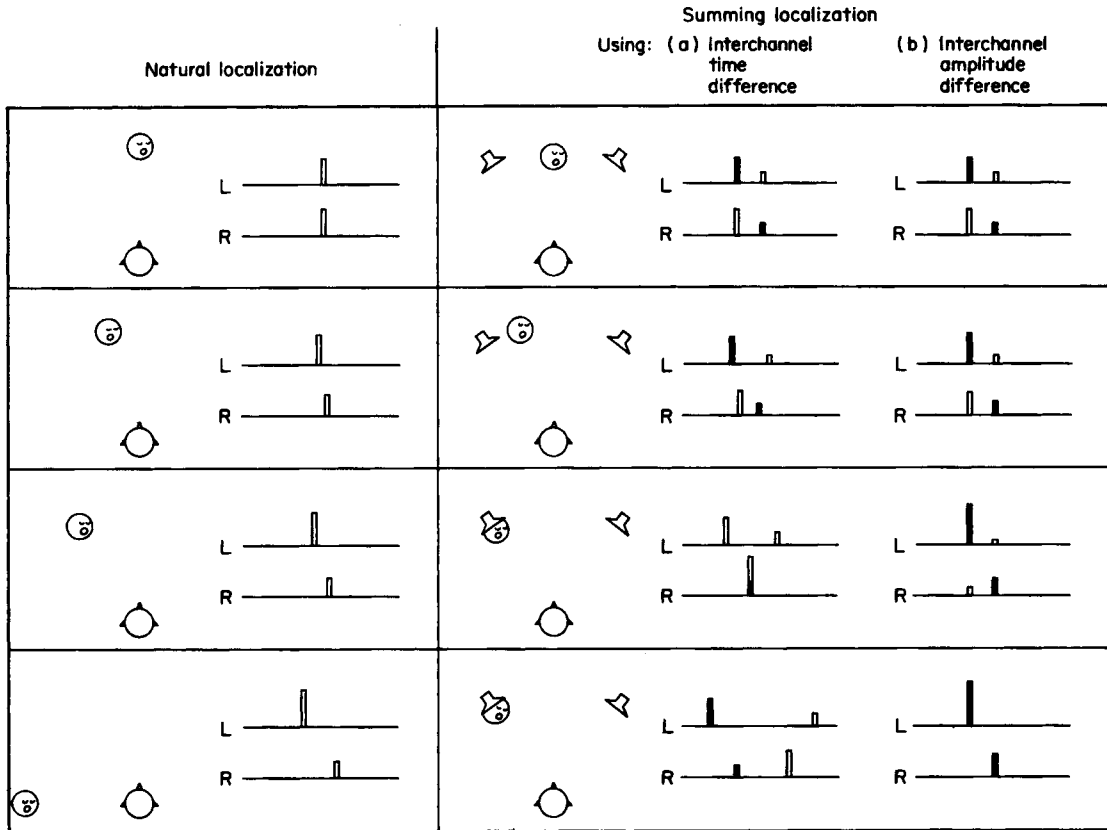 Summing localization
Natural localization
Using: (a) Interchannel time difference
(b) Interchannel amplitude difference
L
R
L
R
L
R
L
R
L
R
L
R
L
R
L
R
L
R
L
R
L
R
L
R